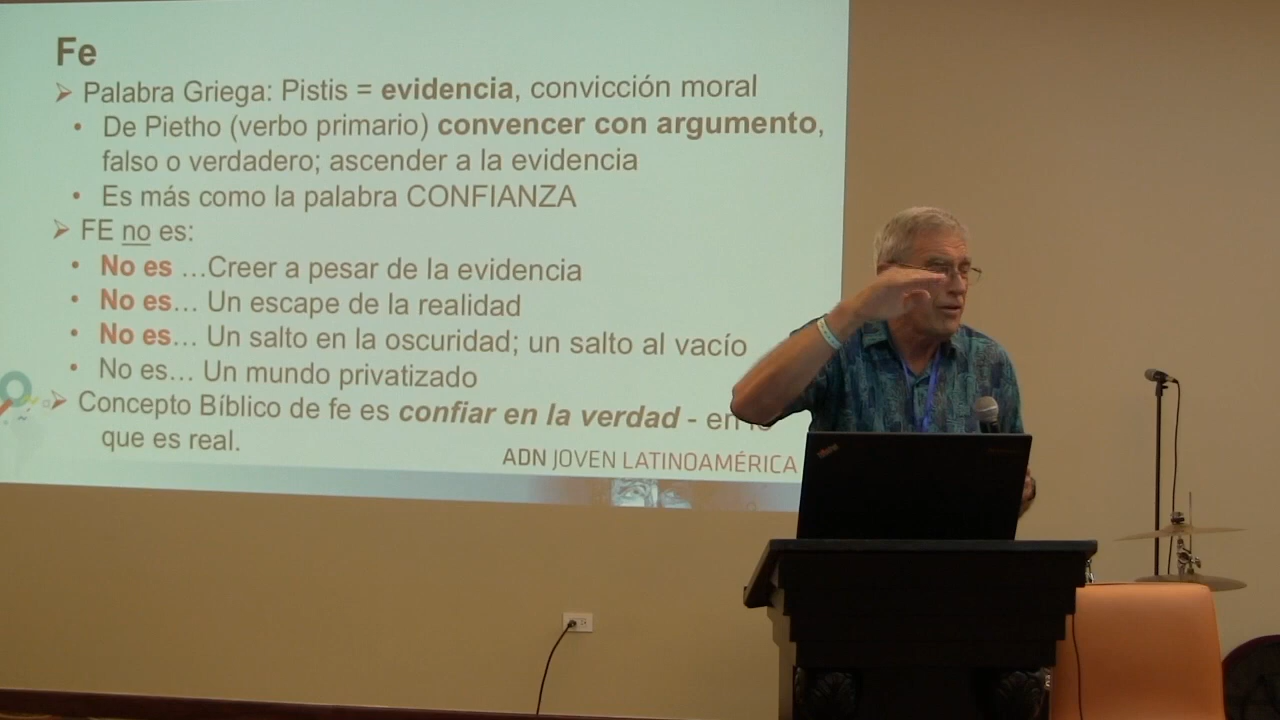 Fe
Palabra Griega: Pistis = evidencia, convicción moral
De Pietho (verbo primario) convencer con argumento,
falso o verdadero; ascender a la evidencia
Es más como la palabra CONFIANZA
FE no es:
No es ...Creer a pesar de la evidencia
No es... Un escape de la realidad
No es... Un salto en la oscuridad; un salto al vacío
No es... Un mundo privatizado
Concepto Bíblico de fe es confiar en la verdad - en
que es real.
ADN JOVEN LATINOAMÉRICA